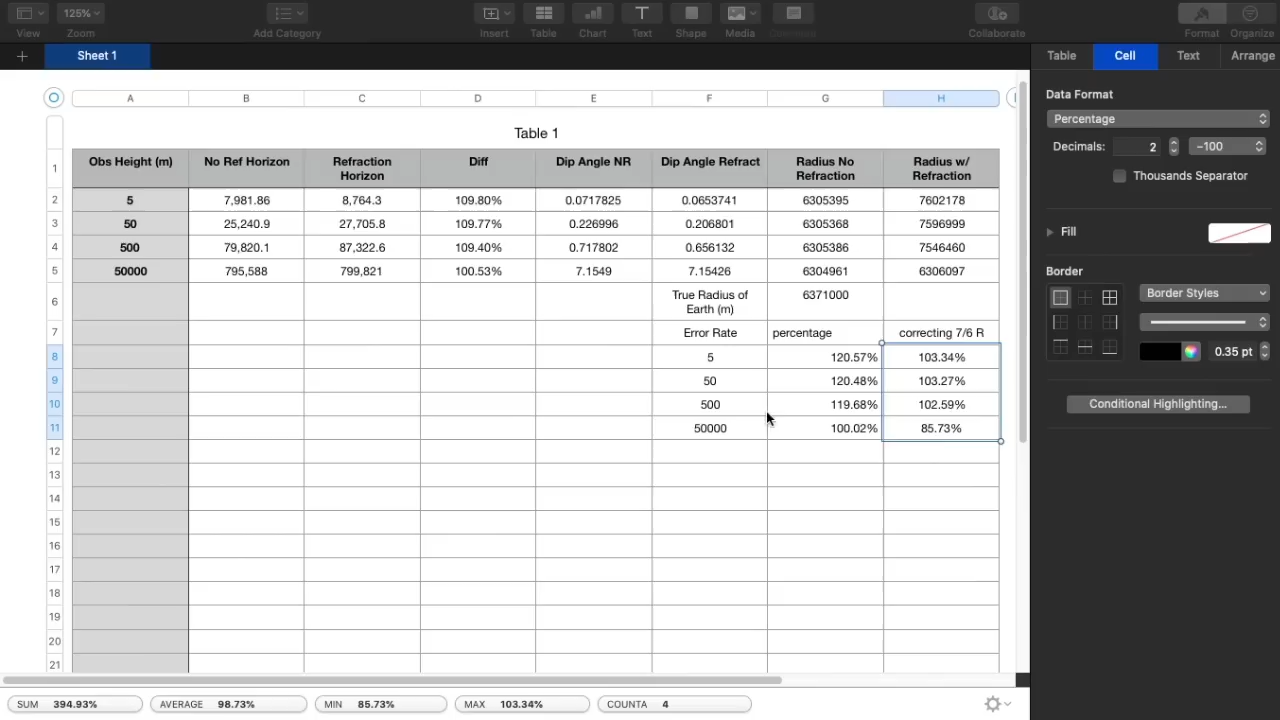 125%
View
Zoom
Add Category
Insert
Table
Chart
Text
Shape
Media
Collaborate
Format
Organize
Sheet 1
Table
Cell
Text
Arrange
A B C D E F G H
Table 1
1 Obs Height (m) No Ref Horizon Refraction Horizon Diff Dip Angle NR Dip Angle Refract Radius No Refraction Radius w/ Refraction
2 5 7,981.86 8,764.3 109.80% 0.0717825 0.0653741 6305395 7602178
3 50 25,240.9 27,705.8 109.77% 0.226996 0.206801 6305368 7596999
4 500 79,820.1 87,322.6 109.40% 0.717802 0.656132 6305386 7546460
5 50000 795,588 799,821 100.53% 7.1549 7.15426 6304961 6306097
6 True Radius of Earth (m) 6371000
7 Error Rate percentage correcting 7/6 R
8 5 120.57% 103.34%
9 50 120.48% 103.27%
10 500 119.68% 102.59%
11 50000 100.02% 85.73%
12
13
14
15
16
17
18
19
20
21
Data Format
Percentage
Decimals: 2 −100
Thousands Separator
Fill
Border
Border Styles
0.35 pt
Conditional Highlighting...
SUM 394.93% AVERAGE 98.73% MIN 85.73% MAX 103.34% COUNTA 4